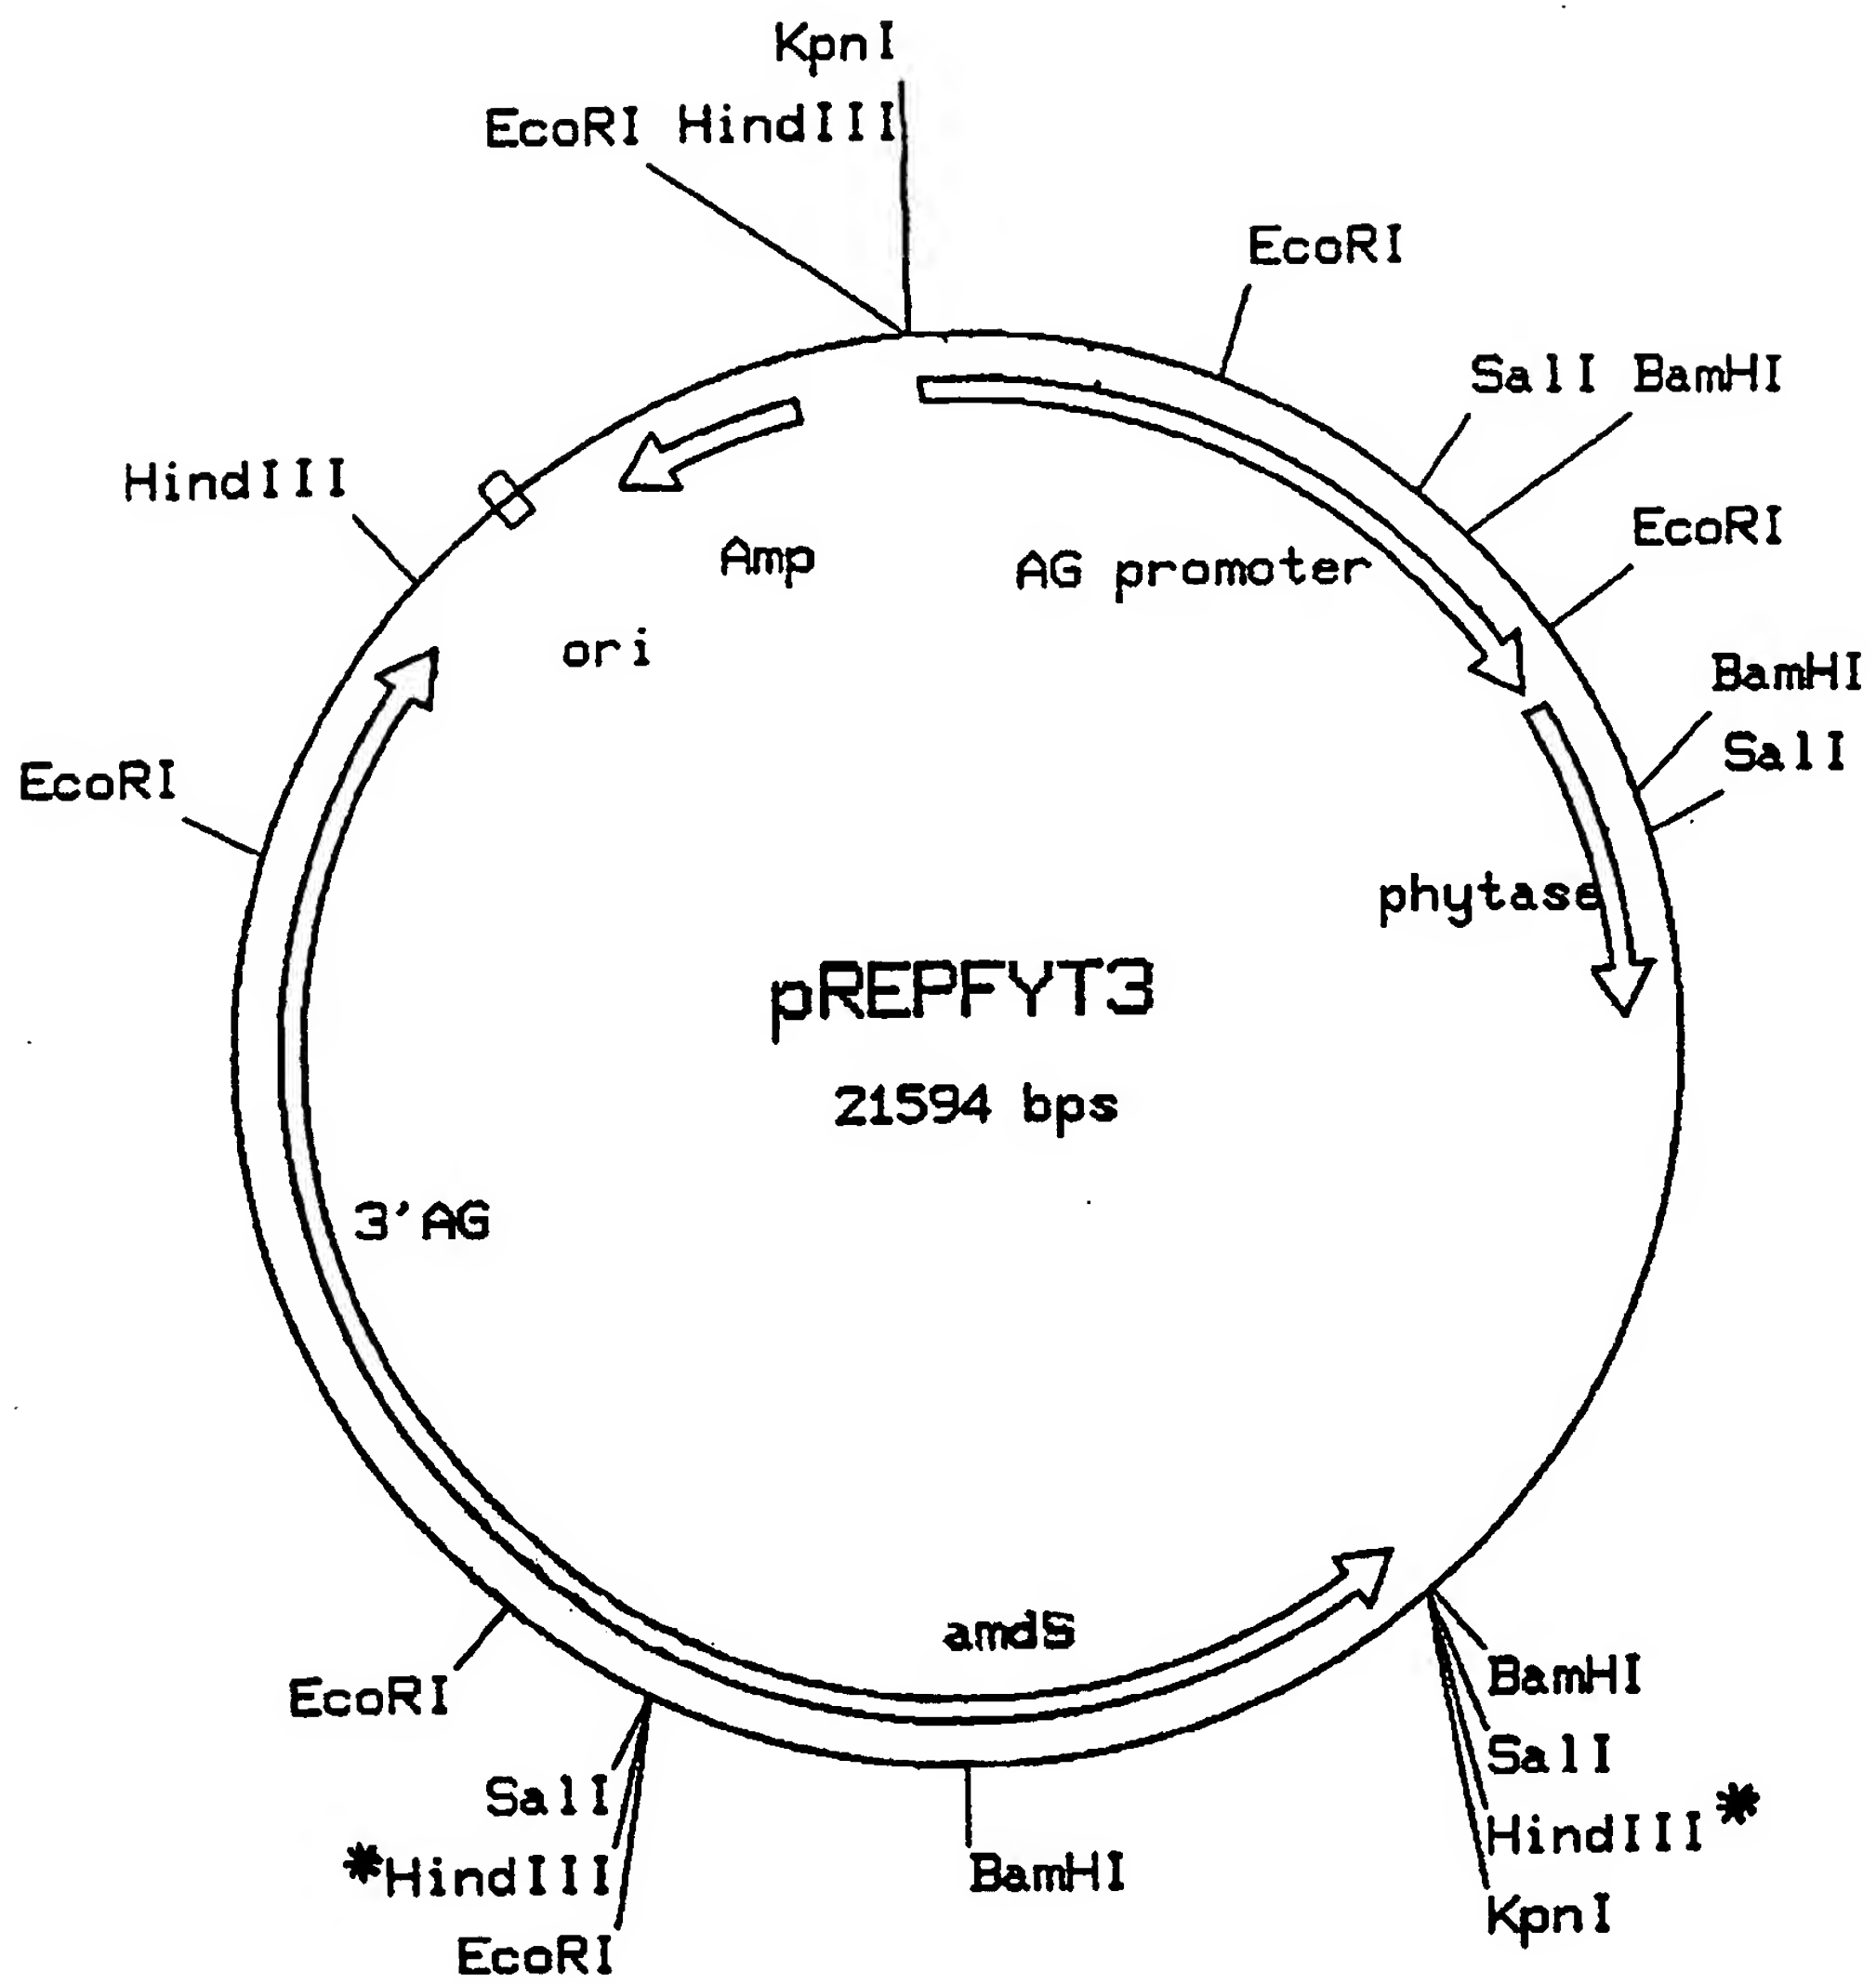 KpnI
EcoRI HindIII
EcoRI
SalI BamHI
HindIII
EcoRI
Amp
AG promoter
ori
BamHI
SalI
EcoRI
phytase
pREPFYT3
21594 bps
3'AG
amdS
EcoRI
BamHI
SalI
SalI
HindIII*
*HindIII
BamHI
KpnI
EcoRI